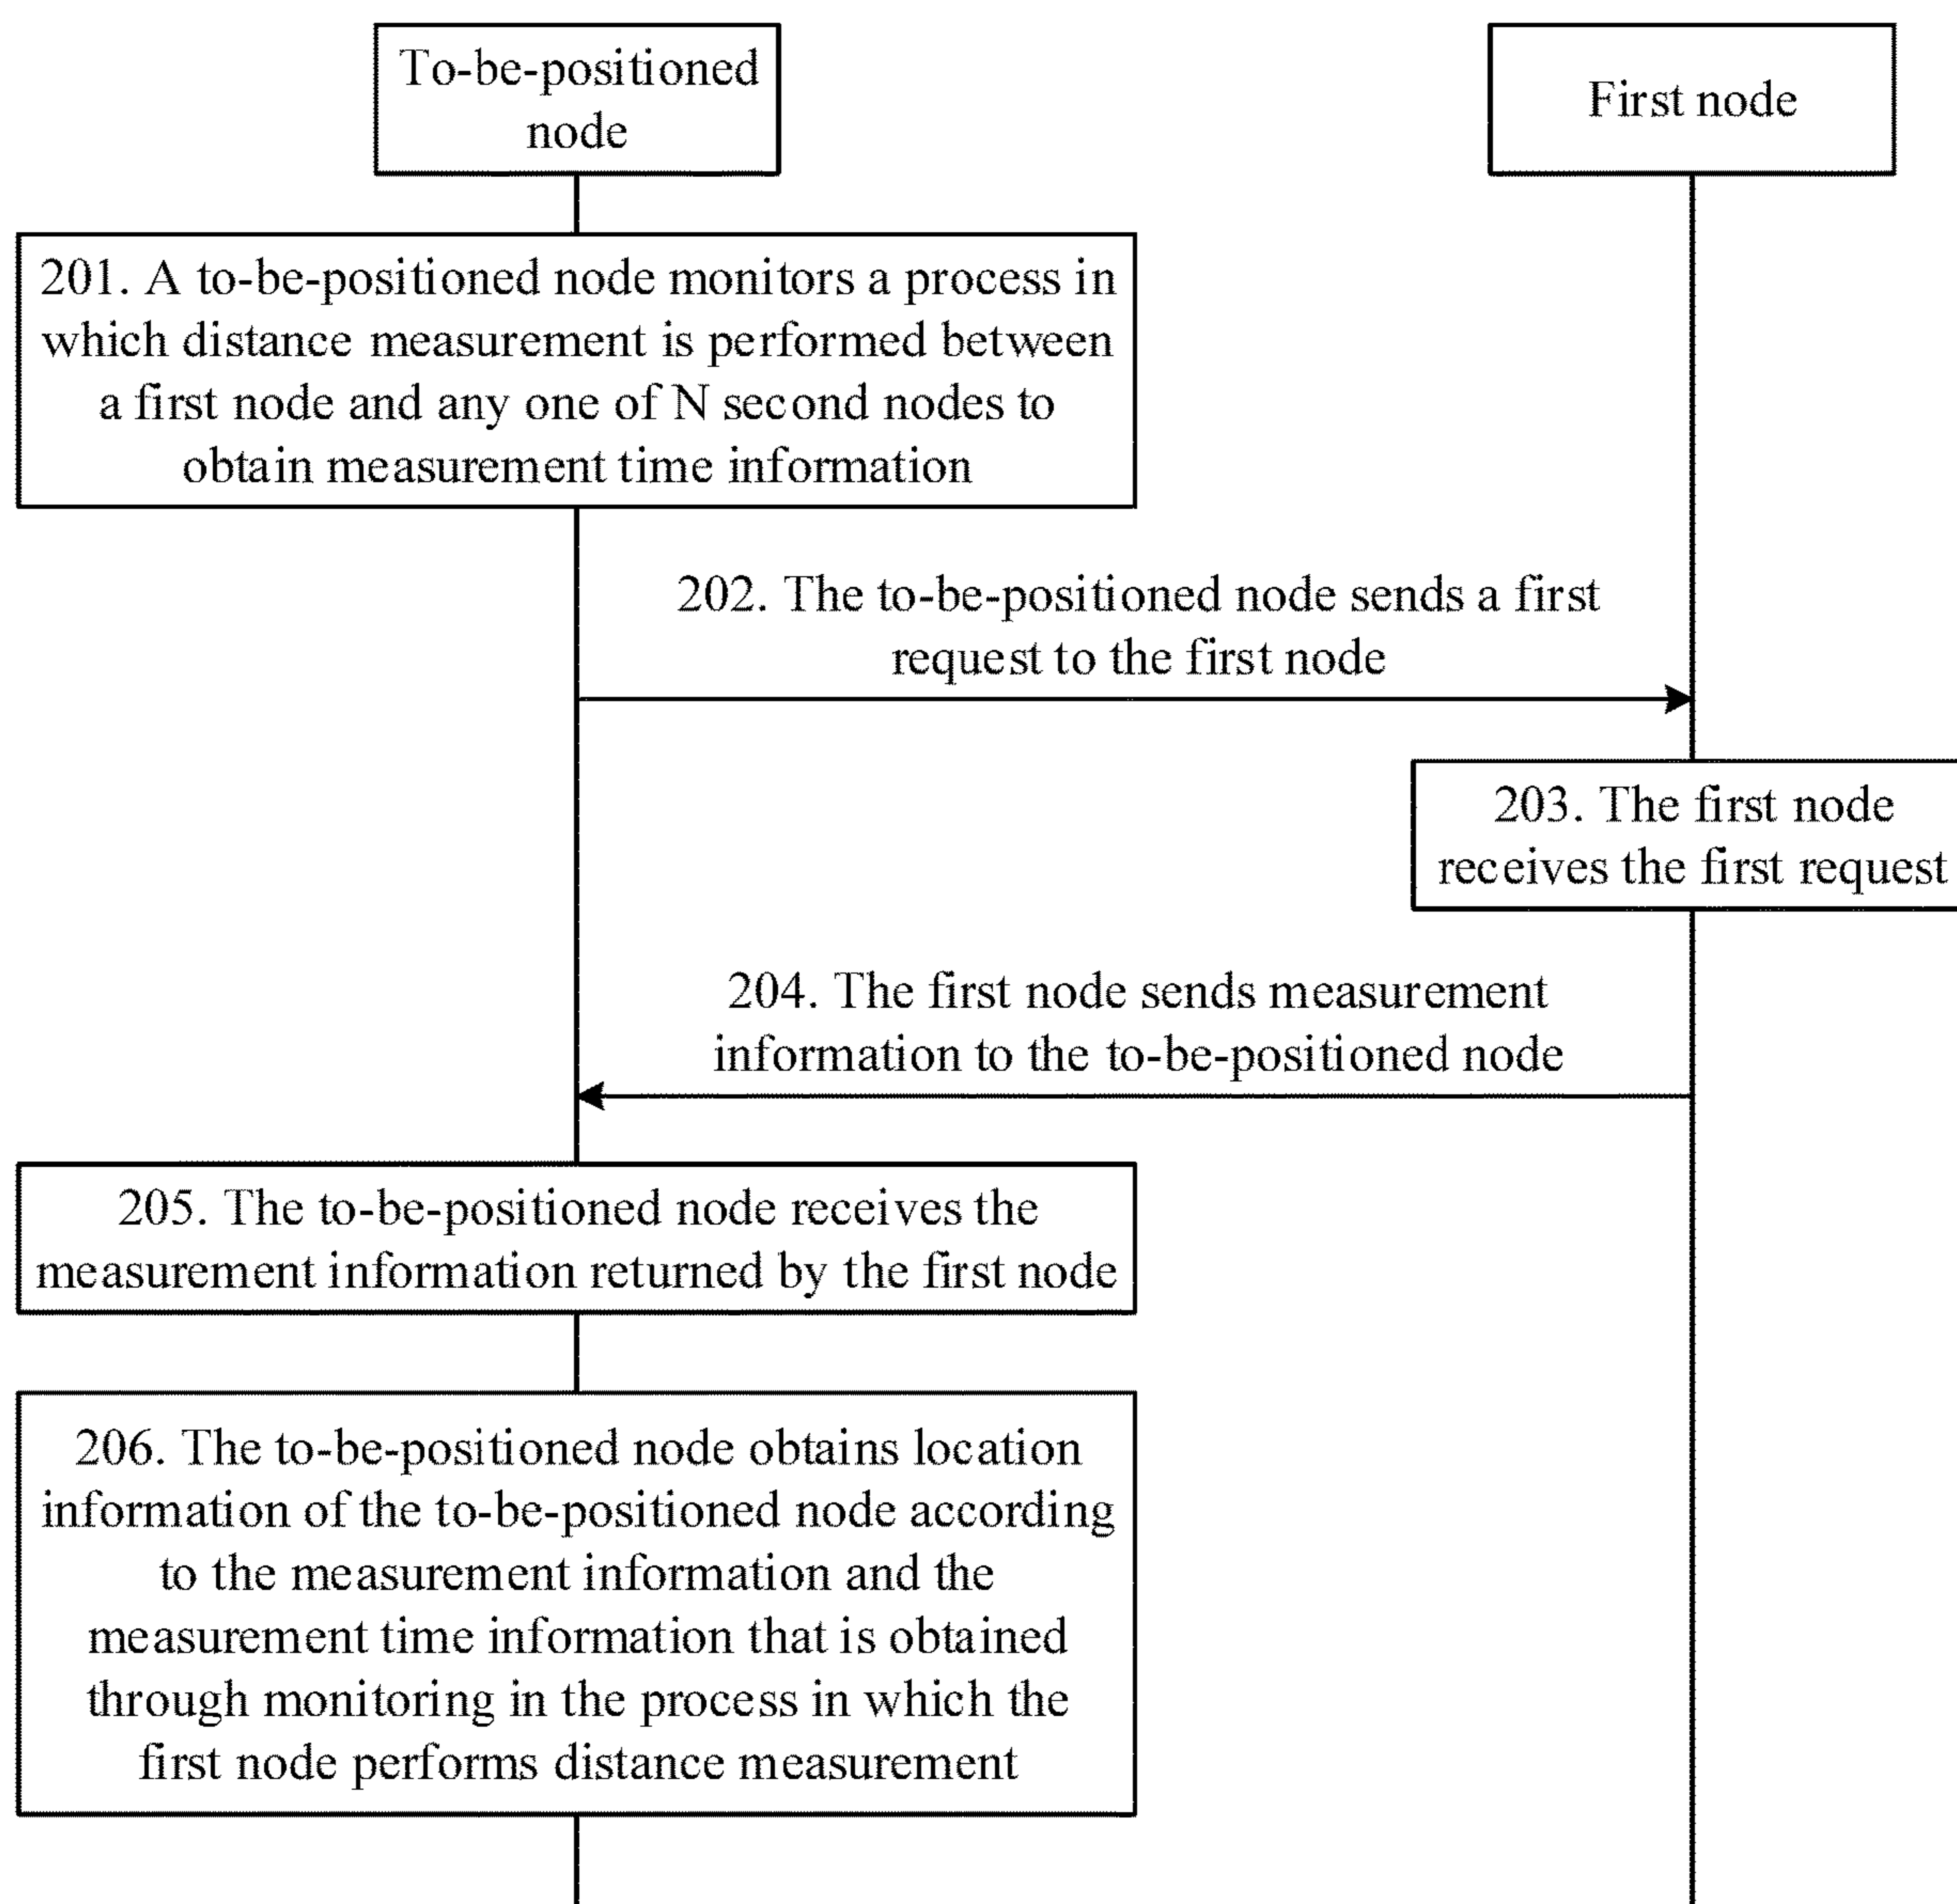 To-be-positioned
node
First node
201. A to-be-positioned node monitors a process in
which distance measurement is performed between
a first node and any one of N second nodes to
obtain measurement time information
202. The to-be-positioned node sends a first
request to the first node
203. The first node
receives the first request
204. The first node sends measurement
information to the to-be-positioned node
205. The to-be-positioned node receives the
measurement information returned by the first node
206. The to-be-positioned node obtains location
information of the to-be-positioned node according
to the measurement information and the
measurement time information that is obtained
through monitoring in the process in which the
first node performs distance measurement